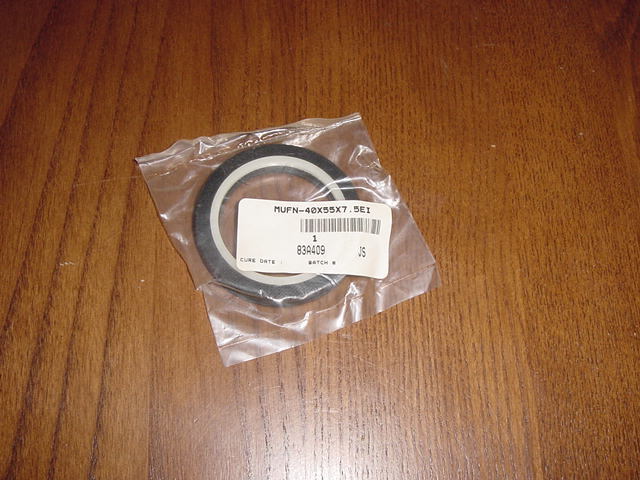 MUFN-40X55X7.5EI
1
83A409 JS
CURE DATE : BATCH #